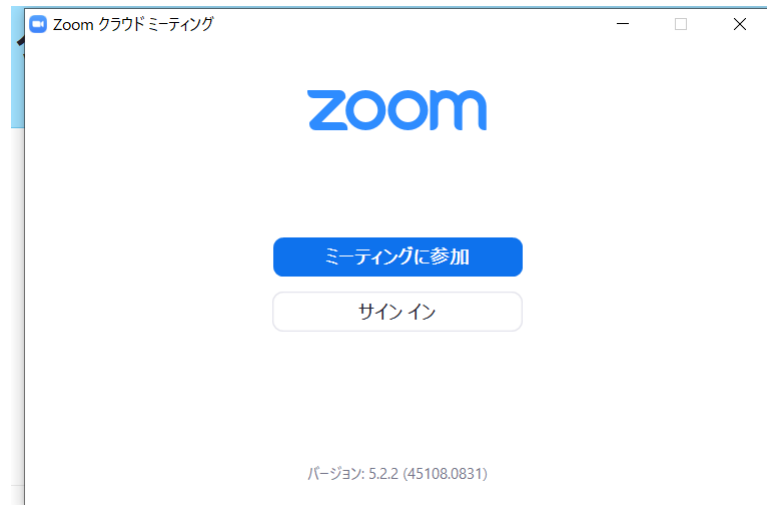 Zoom クラウド ミーティング
zoom
ミーティングに参加
サイン イン
バージョン: 5.2.2 (45108.0831)